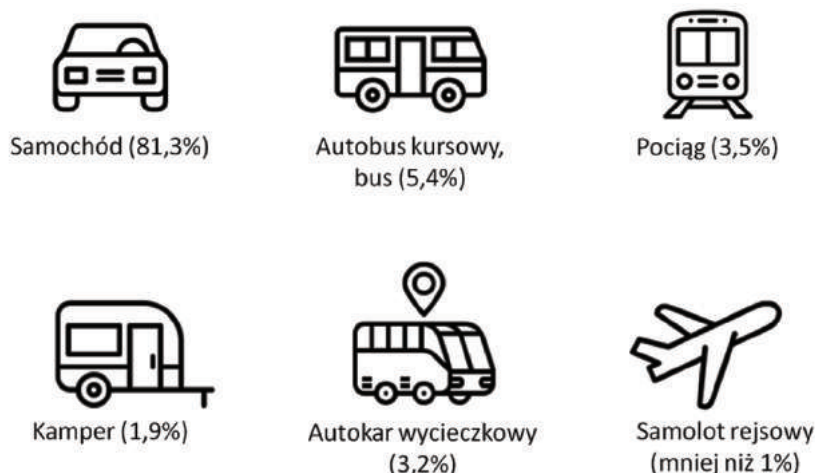 Samochód (81,3%)
Autobus kursowy,
bus (5,4%)
Pociąg (3,5%)
Kamper (1,9%)
Autokar wycieczkowy
(3,2%)
Samolot rejsowy
(mniej niż 1%)